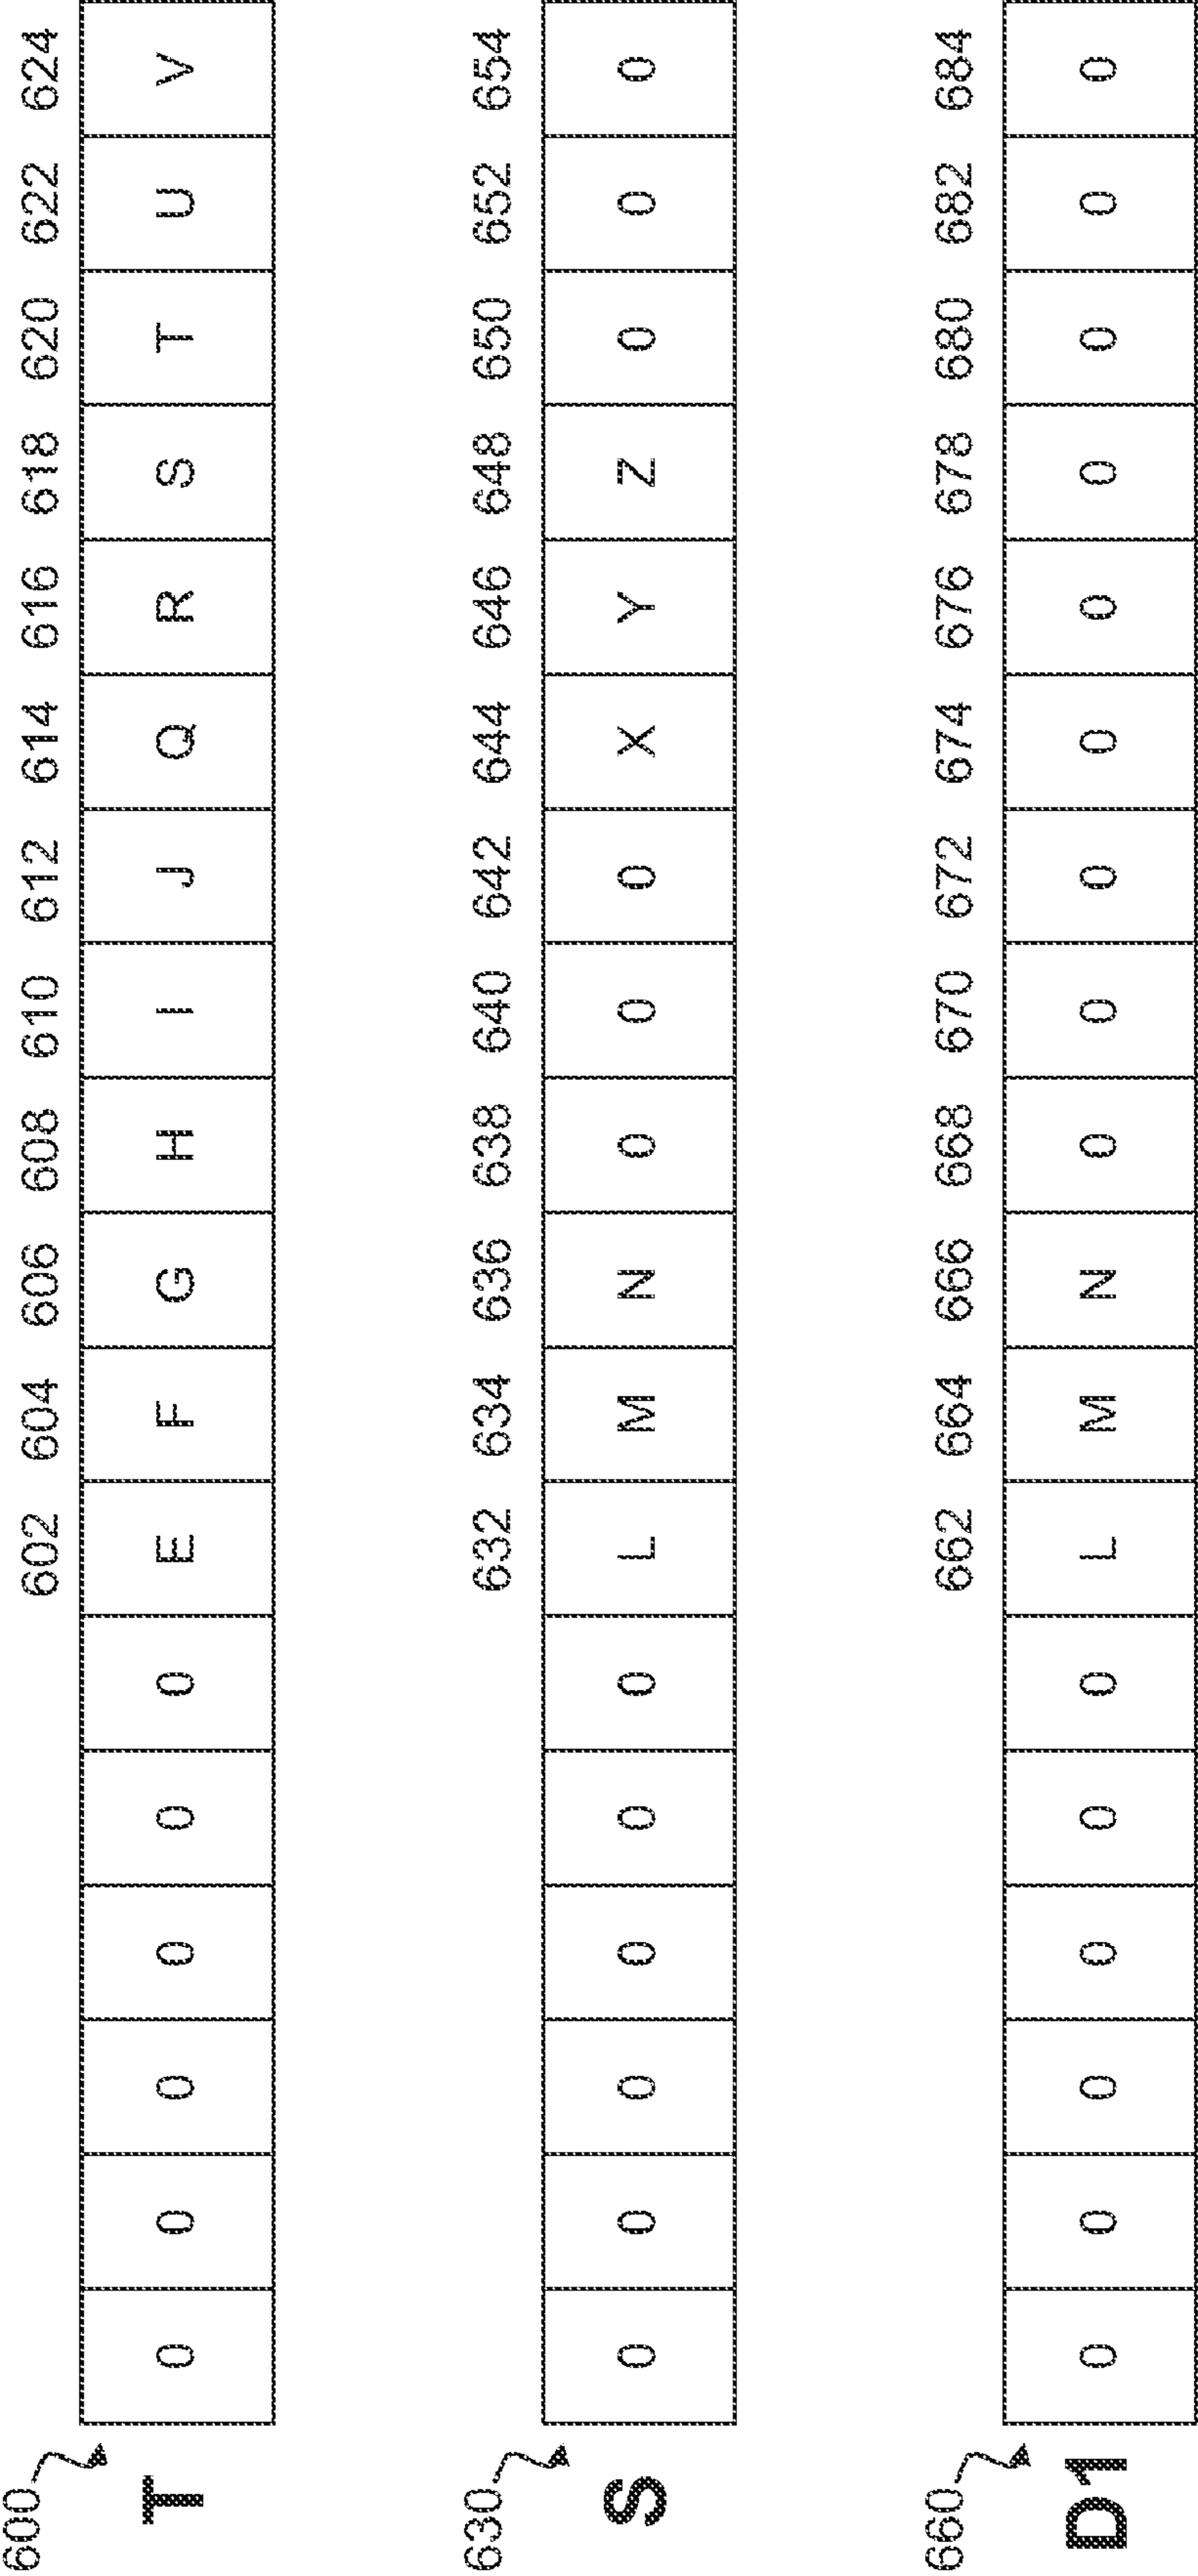 602 604 606 608 610 612 614 616 618 620 622 624
600
T 0 0 0 0 0 0 E F G H I J Q R S T U V
632 634 636 638 640 642 644 646 648 650 652 654
630
S 0 0 0 0 0 0 L M N 0 0 0 X Y Z 0 0 0
662 664 666 668 670 672 674 676 678 680 682 684
660
D1 0 0 0 0 0 0 L M N 0 0 0 0 0 0 0 0 0